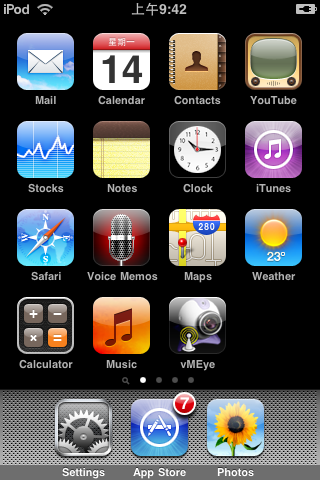 iPod 上午9:42
星期一
14
Mail Calendar Contacts YouTube
Stocks Notes Clock iTunes
280
23°
Safari Voice Memos Maps Weather
Calculator Music vMEye
7
Settings App Store Photos